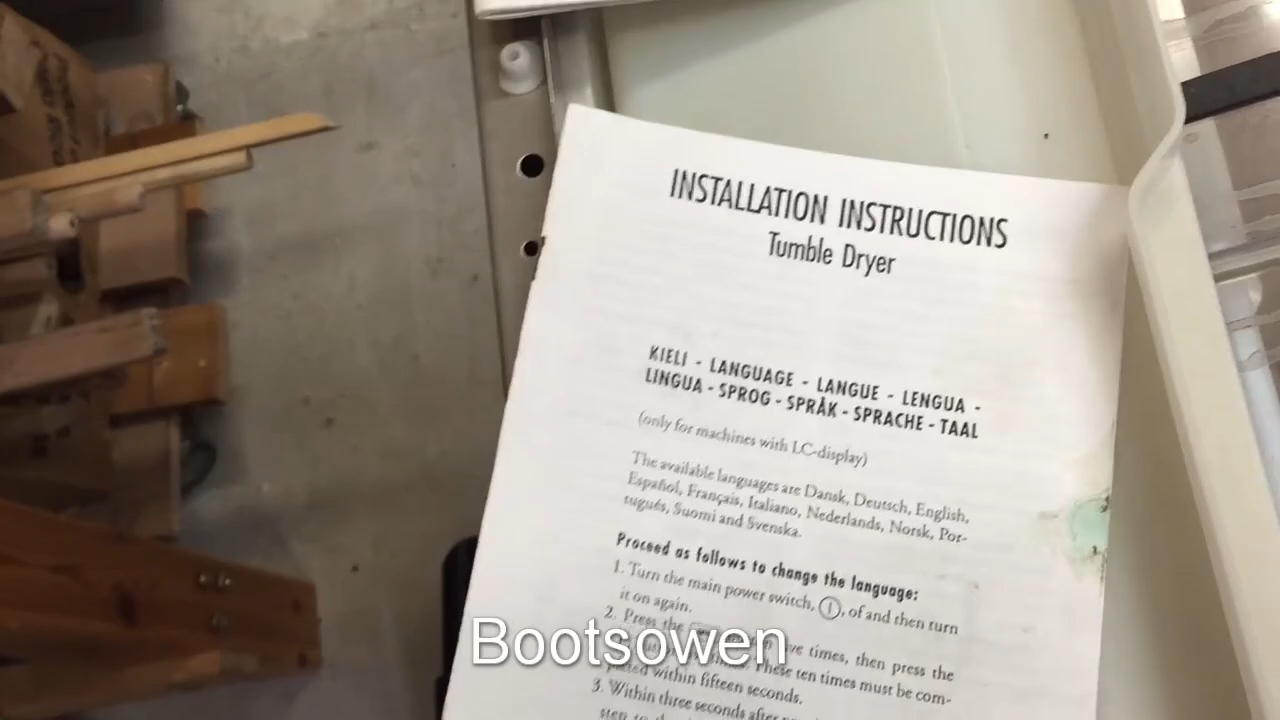 INSTALLATION INSTRUCTIONS
Tumble Dryer
KIELI - LANGUAGE - LANGUE - LENGUA -
LINGUA - SPROG - SPRÅK - SPRACHE - TAAL
(only for machines with LC-display)
The available languages are Dansk, Deutsch, English,
Español, Français, Italiano, Nederlands, Norsk, Por-
tugués, Suomi and Svenska.
Proceed as follows to change the language:
1. Turn the main power switch, of and then turn
it on again.
2. Press the times, then press the
These ten times must be com-
within fifteen seconds.
3. Within three seconds after
step to
Bootsowen